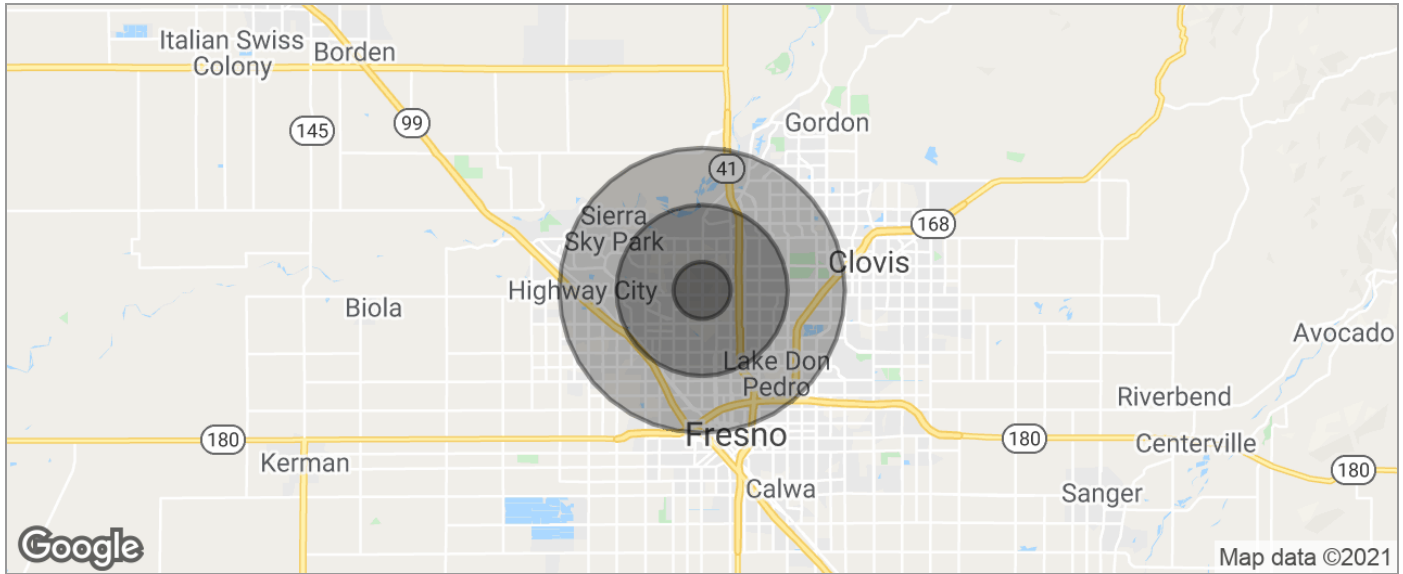 Italian Swiss
Colony
Borden
145
99
Gordon
41
Sierra
Sky Park
168
Clovis
Highway City
Biola
Avocado
Lake Don
Pedro
Riverbend
180
Fresno
180
Centerville
Kerman
180
Calwa
Sanger
Google
Map data ©2021